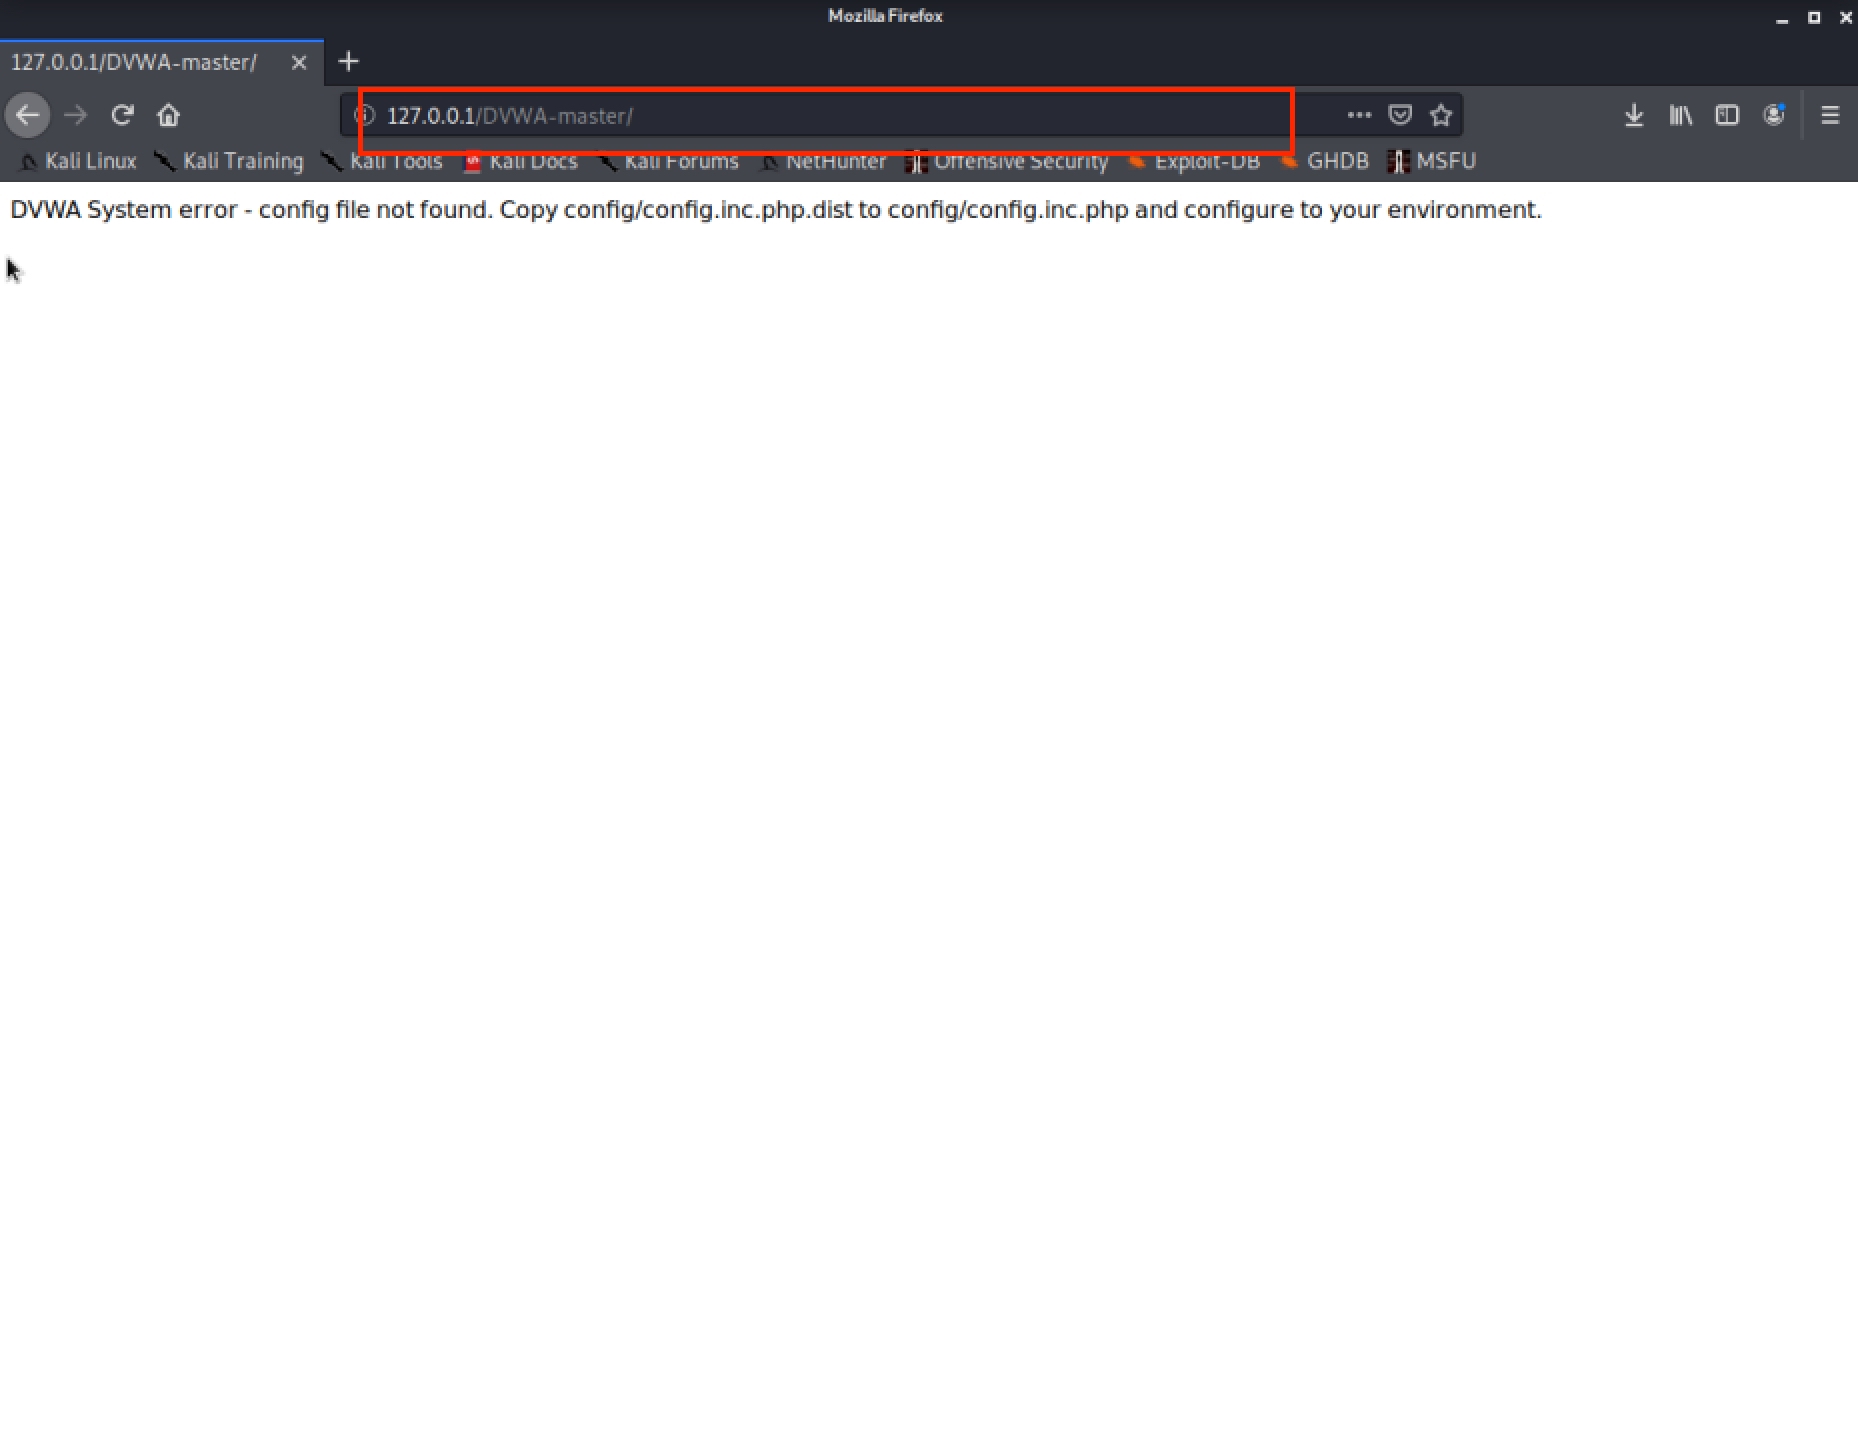 Mozilla Firefox
127.0.0.1/DVWA-master/
127.0.0.1/DVWA-master/
Kali Linux Kali Training Kali Tools Kali Docs Kali Forums NetHunter Offensive Security Exploit-DB GHDB MSFU
DVWA System error - config file not found. Copy config/config.inc.php.dist to config/config.inc.php and configure to your environment.